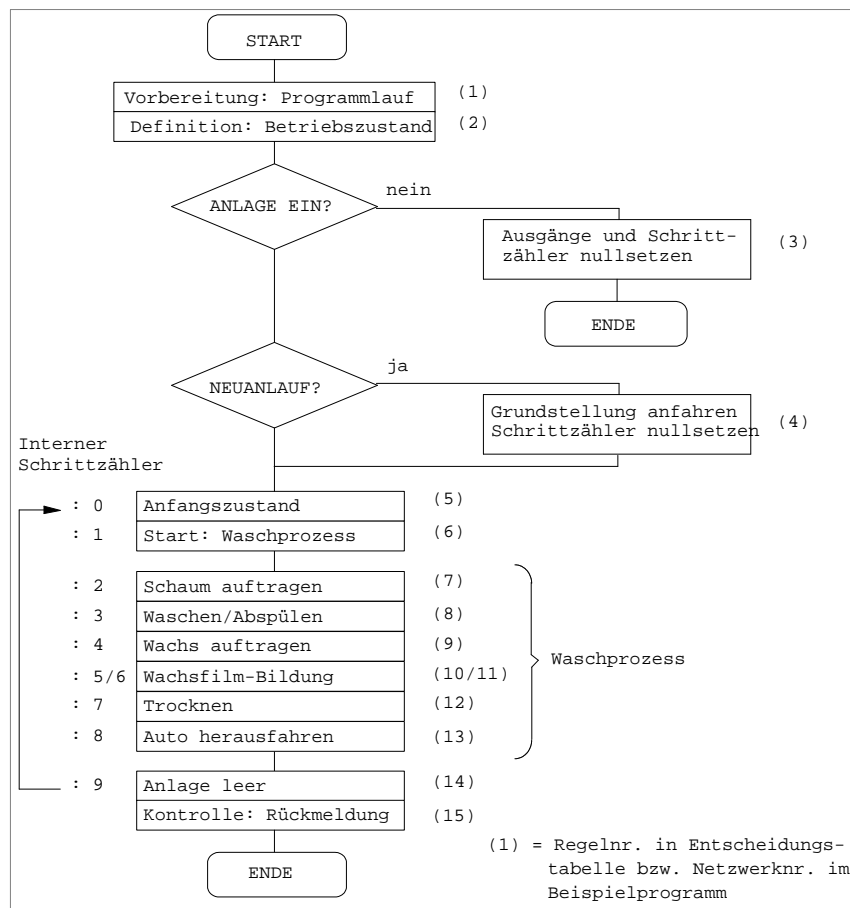 START
Vorbereitung: Programmlauf (1)
Definition: Betriebszustand (2)
ANLAGE EIN?
nein
Ausgänge und Schritt-
zähler nullsetzen
(3)
ENDE
NEUANLAUF?
ja
Grundstellung anfahren
Schrittzähler nullsetzen
(4)
Interner
Schrittzähler
: 0 Anfangszustand (5)
: 1 Start: Waschprozess (6)
: 2 Schaum auftragen (7)
: 3 Waschen/Abspülen (8)
: 4 Wachs auftragen (9)
: 5/6 Wachsfilm-Bildung (10/11)
: 7 Trocknen (12)
: 8 Auto herausfahren (13)
Waschprozess
: 9 Anlage leer (14)
Kontrolle: Rückmeldung (15)
ENDE
(1) = Regelnr. in Entscheidungs-
tabelle bzw. Netzwerknr. im
Beispielprogramm